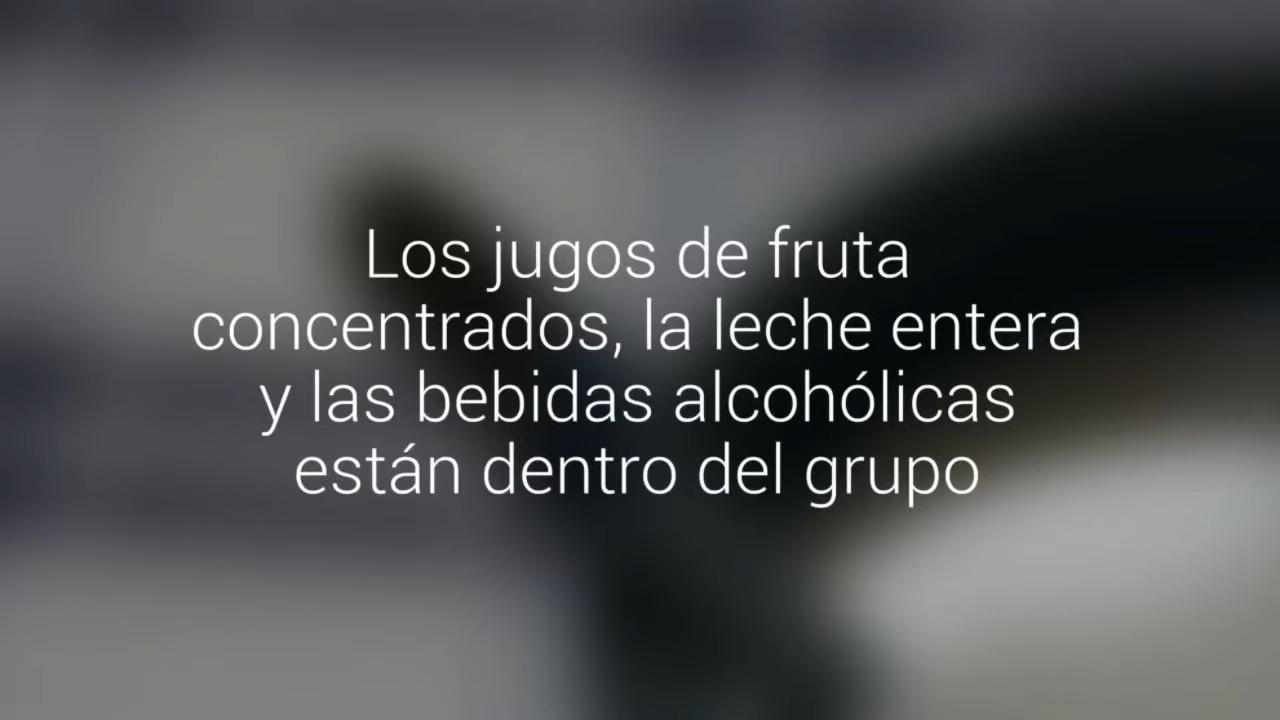 Los jugos de fruta
concentrados, la leche entera
y las bebidas alcohólicas
están dentro del grupo